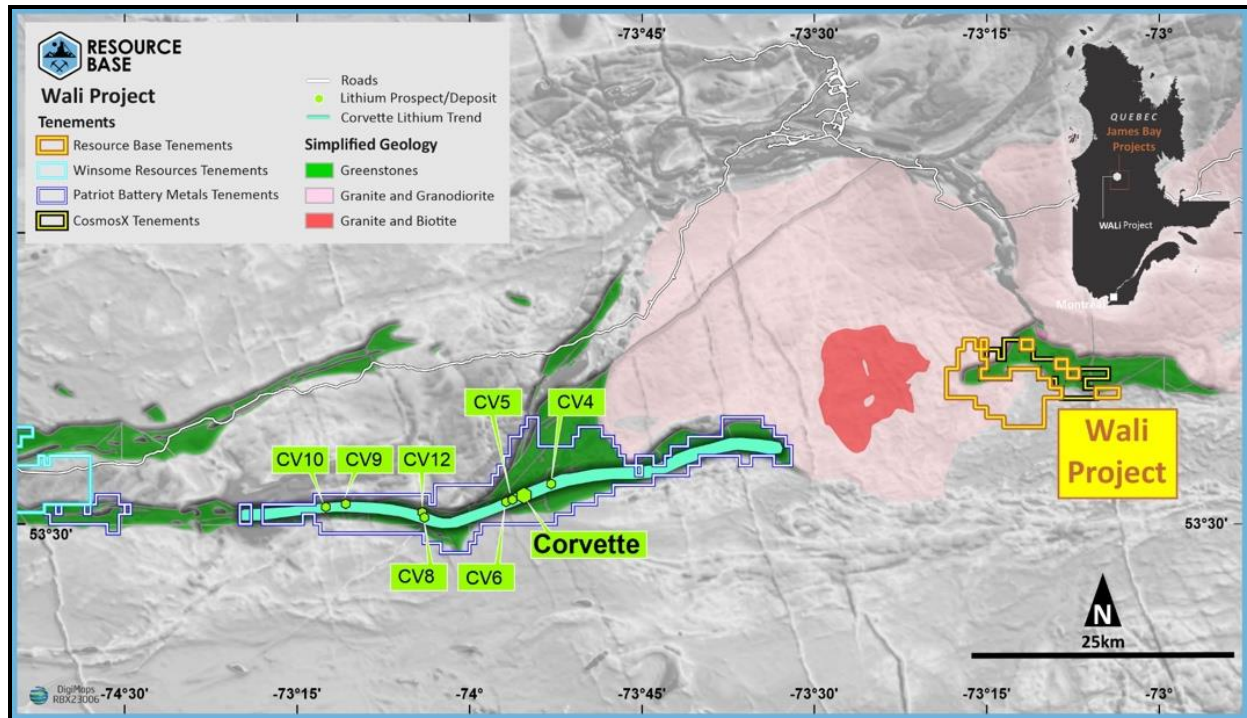 RESOURCE
BASE
Wali Project
Tenements
Resource Base Tenements
Winsome Resources Tenements
Patriot Battery Metals Tenements
CosmosX Tenements
Roads
Lithium Prospect/Deposit
Corvette Lithium Trend
Simplified Geology
Greenstones
Granite and Granodiorite
Granite and Biotite
-73°45'
-73°30'
-73°15'
-73°
QUEBEC
James Bay
Projects
WALi Project
Montréal
CV5
CV4
CV10
CV9
CV12
Wali
Project
53°30'
53°30'
Corvette
CV8
CV6
N
25km
DigiMaps
RBX23006
-74°30'
-73°15'
-74°
-73°45'
-73°30'
-73°15'
-73°